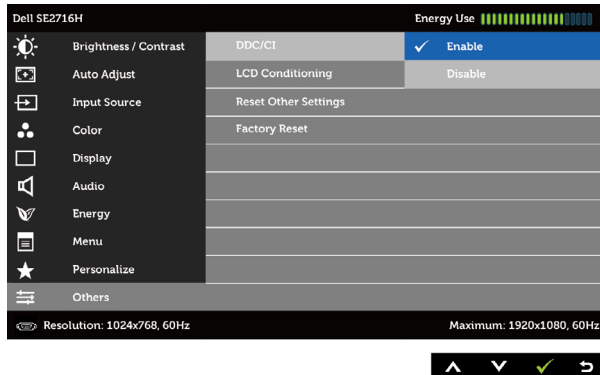 Dell SE2716H Energy Use
Brightness / Contrast DDC/CI Enable
Auto Adjust LCD Conditioning Disable
Input Source Reset Other Settings
Color Factory Reset
Display
Audio
Energy
Menu
Personalize
Others
Resolution: 1024x768, 60Hz Maximum: 1920x1080, 60Hz